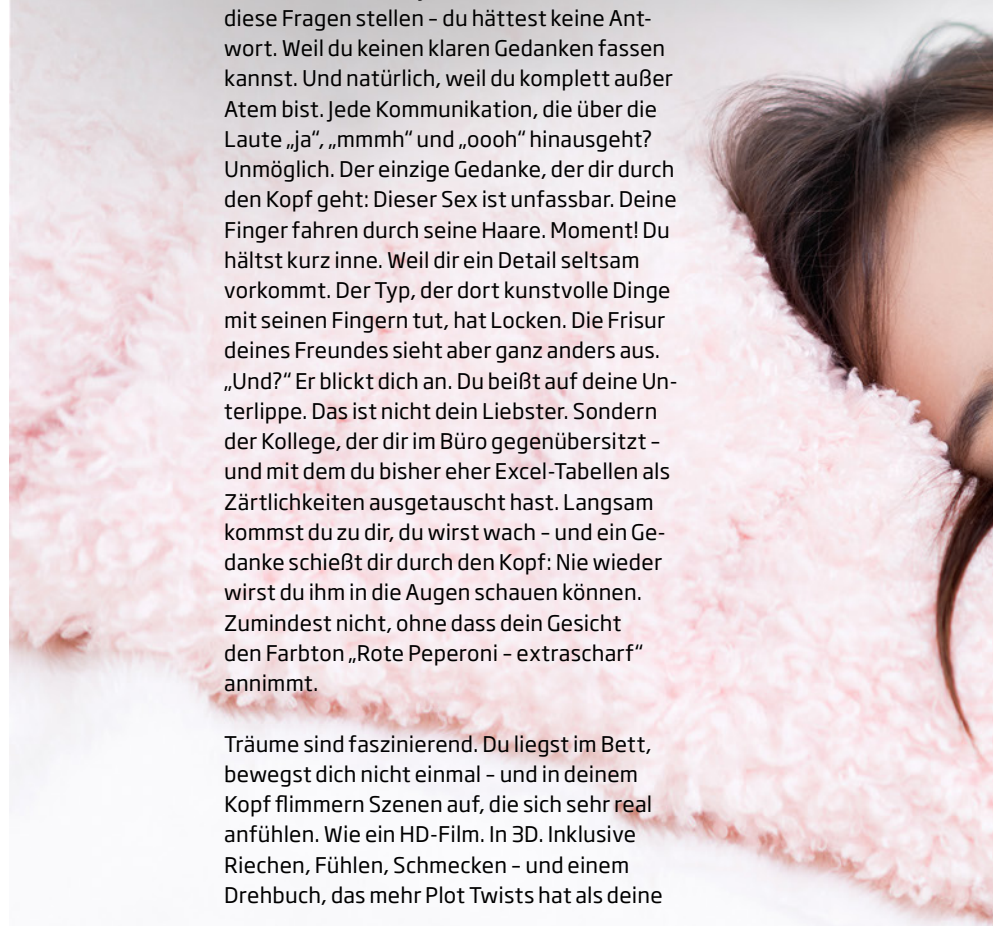 diese Fragen stellen – du hättest keine Ant-
wort. Weil du keinen klaren Gedanken fassen
kannst. Und natürlich, weil du komplett außer
Atem bist. Jede Kommunikation, die über die
Laute „ja“, „mmmh“ und „oooh“ hinausgeht?
Unmöglich. Der einzige Gedanke, der dir durch
den Kopf geht: Dieser Sex ist unfassbar. Deine
Finger fahren durch seine Haare. Moment! Du
hältst kurz inne. Weil dir ein Detail seltsam
vorkommt. Der Typ, der dort kunstvolle Dinge
mit seinen Fingern tut, hat Locken. Die Frisur
deines Freundes sieht aber ganz anders aus.
„Und?“ Er blickt dich an. Du beißt auf deine Un-
terlippe. Das ist nicht dein Liebster. Sondern
der Kollege, der dir im Büro gegenübersitzt –
und mit dem du bisher eher Excel-Tabellen als
Zärtlichkeiten ausgetauscht hast. Langsam
kommst du zu dir, du wirst wach – und ein Ge-
danke schießt dir durch den Kopf: Nie wieder
wirst du ihm in die Augen schauen können.
Zumindest nicht, ohne dass dein Gesicht
den Farbton „Rote Peperoni – extrascharf“
annimmt.
Träume sind faszinierend. Du liegst im Bett,
bewegst dich nicht einmal – und in deinem
Kopf flimmern Szenen auf, die sich sehr real
anfühlen. Wie ein HD-Film. In 3D. Inklusive
Riechen, Fühlen, Schmecken – und einem
Drehbuch, das mehr Plot Twists hat als deine